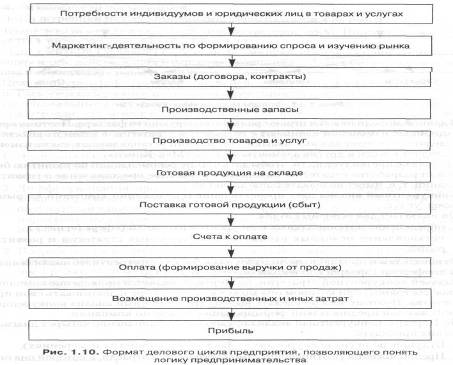 Потребности индивидуумов и юридических лиц в товарах и услугах
Маркетинг-деятельность по формированию спроса и изучению рынка
Заказы (договора, контракты)
Производственные запасы
Производство товаров и услуг
Готовая продукция на складе
Поставка готовой продукции (сбыт)
Счета к оплате
Оплата (формирование выручки от продаж)
Возмещение производственных и иных затрат
Прибыль
Рис. 1.10. Формат делового цикла предприятия, позволяющего понять
логику предпринимательства